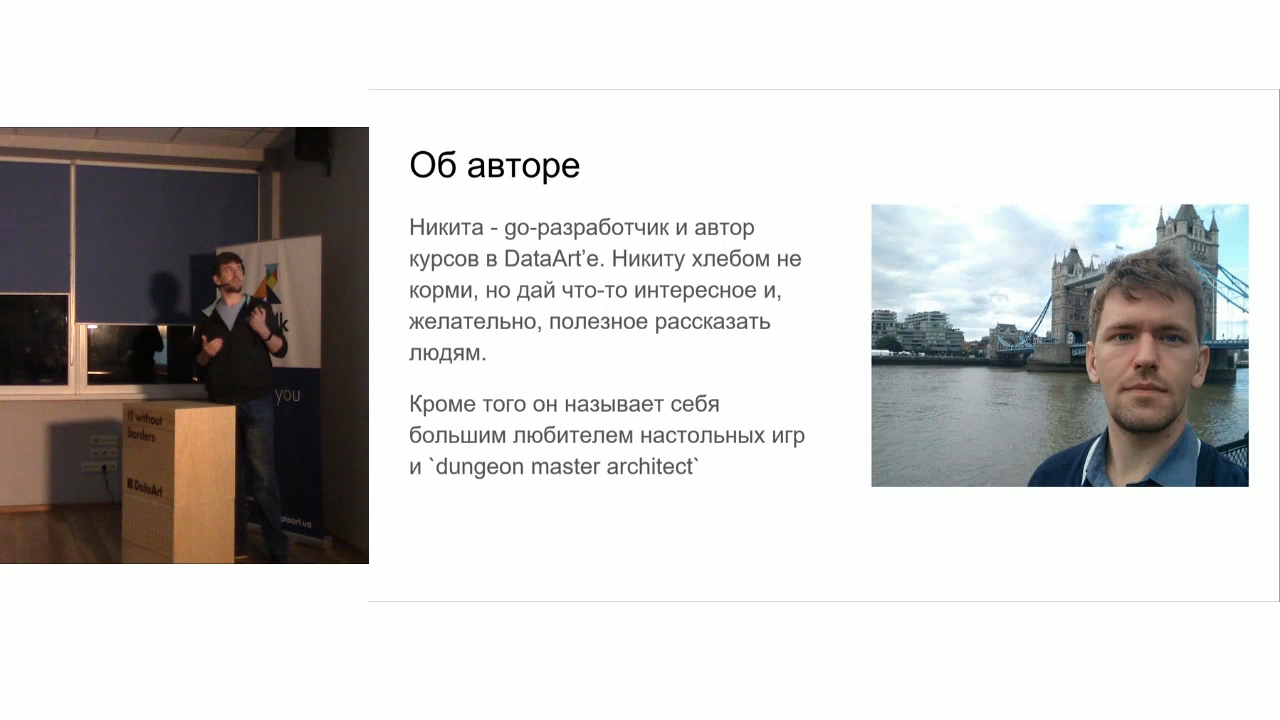 Об авторе
Никита - go-разработчик и автор
курсов в DataArt’е. Никиту хлебом не
корми, но дай что-то интересное и,
желательно, полезное рассказать
людям.
Кроме того он называет себя
большим любителем настольных игр
и `dungeon master architect`
you
IT without
borders
DataArt